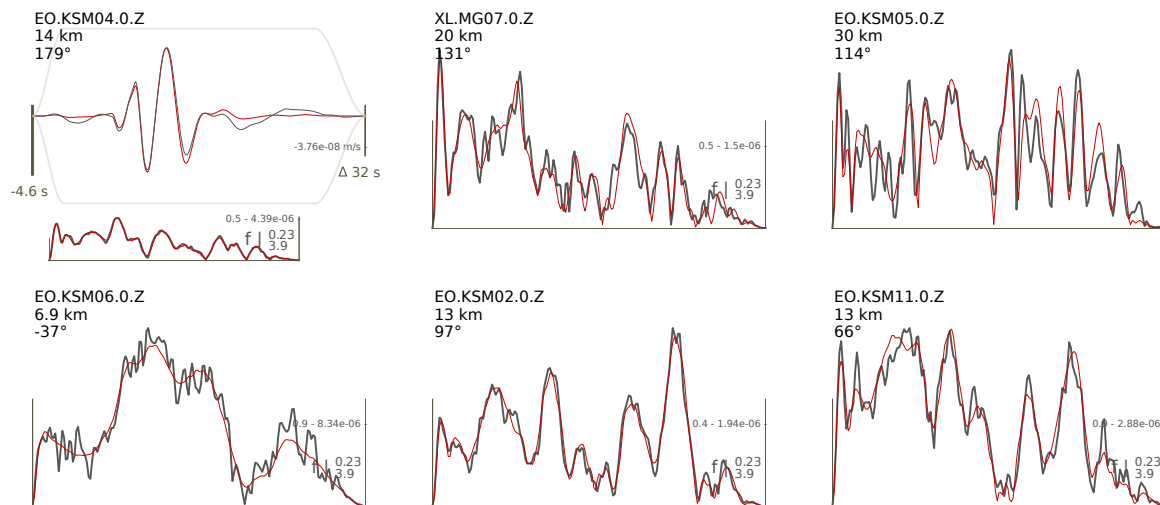 EO.KSM04.0.Z
14 km
179°
-3.76e-08 m/s
-4.6 s
Δ 32 s
0.5 - 4.39e-06
f | 0.23
3.9
XL.MG07.0.Z
20 km
131°
0.5 - 1.5e-06
f | 0.23
3.9
EO.KSM05.0.Z
30 km
114°
EO.KSM06.0.Z
6.9 km
-37°
0.9 - 8.34e-06
f | 0.23
3.9
EO.KSM02.0.Z
13 km
97°
0.4 - 1.94e-06
f | 0.23
3.9
EO.KSM11.0.Z
13 km
66°
- 2.88e-06
f | 0.23
3.9